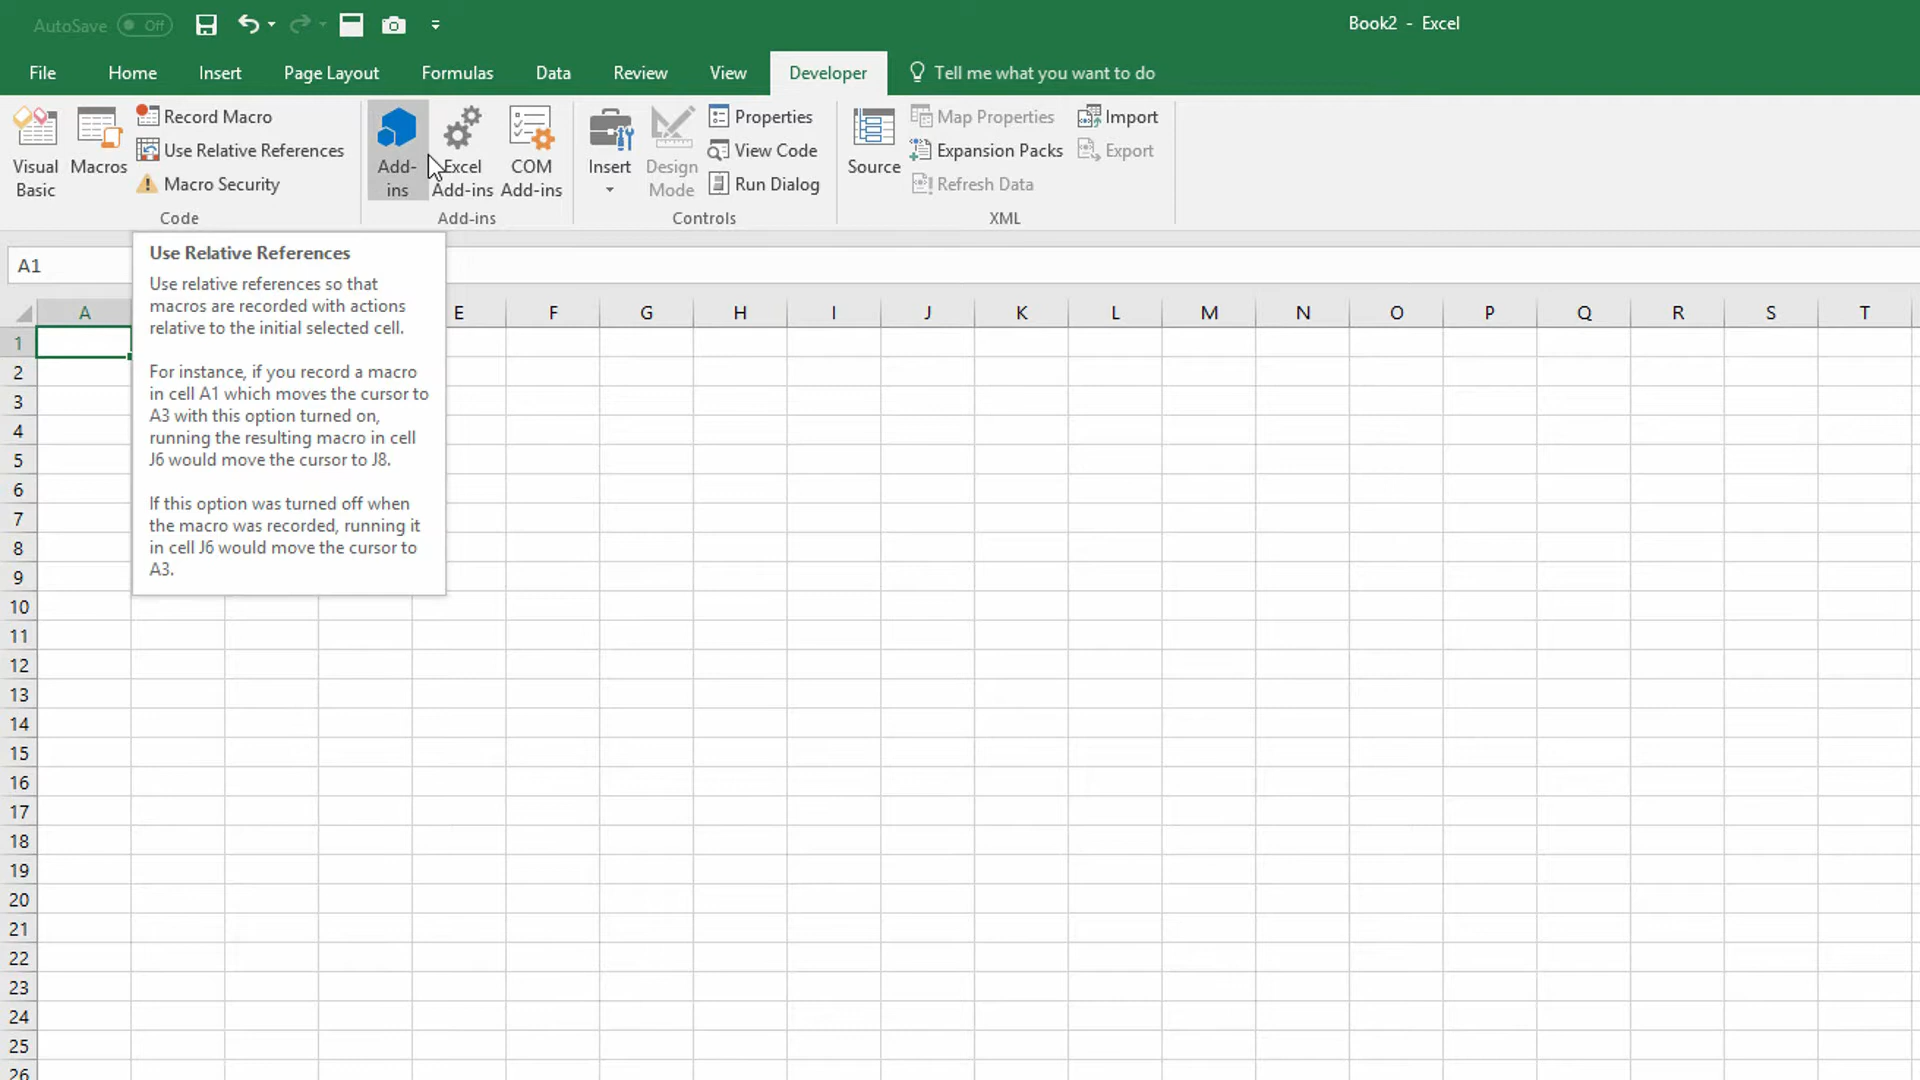 AutoSave Off
Book2 - Excel
File Home Insert Page Layout Formulas Data Review View Developer Tell me what you want to do
Visual Basic
Macros
Record Macro
Use Relative References
Macro Security
Code
Add-ins
Excel Add-ins
COM Add-ins
Add-ins
Insert
Design Mode
Properties
View Code
Run Dialog
Controls
Source
Map Properties
Expansion Packs
Refresh Data
Import
Export
XML
A1
Use Relative References
Use relative references so that
macros are recorded with actions
relative to the initial selected cell.
For instance, if you record a macro
in cell A1 which moves the cursor to
A3 with this option turned on,
running the resulting macro in cell
J6 would move the cursor to J8.
If this option was turned off when
the macro was recorded, running it
in cell J6 would move the cursor to
A3.
A E F G H I J K L M N O P Q R S T
1
2
3
4
5
6
7
8
9
10
11
12
13
14
15
16
17
18
19
20
21
22
23
24
25
26